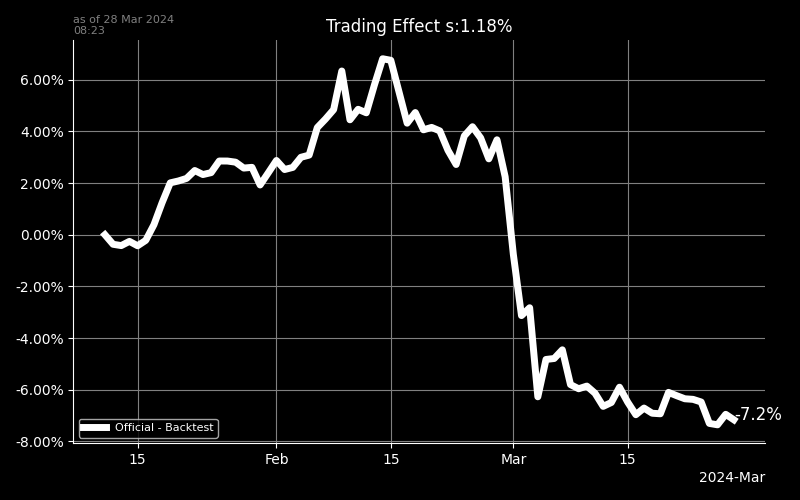 as of 28 Mar 2024
08:23
Trading Effect s:1.18%
6.00%
4.00%
2.00%
0.00%
-2.00%
-4.00%
-6.00%
-8.00%
-7.2%
Official - Backtest
15 Feb 15 Mar 15
2024-Mar